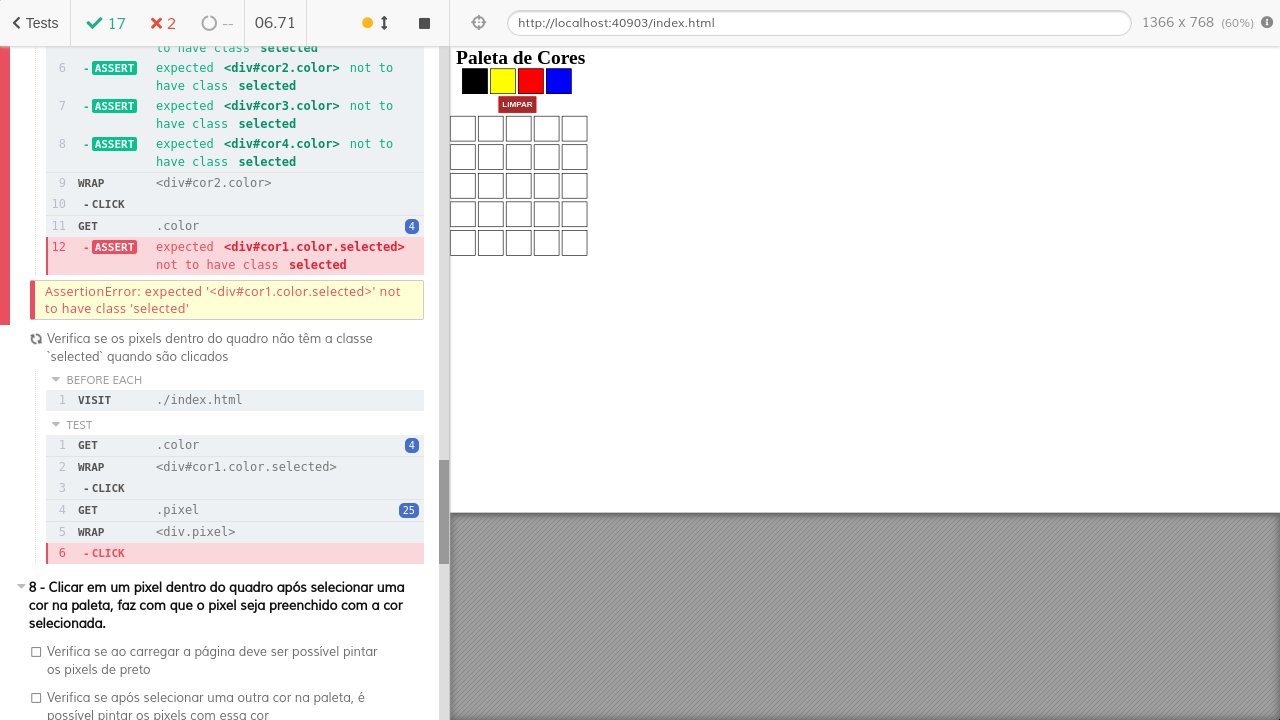 Tests 17 2 -- 06.71 http://localhost:40903/index.html 1366 x 768 (60%)
to have class selected
6 - ASSERT expected <div#cor2.color> not to
have class selected
7 - ASSERT expected <div#cor3.color> not to
have class selected
8 - ASSERT expected <div#cor4.color> not to
have class selected
9 WRAP <div#cor2.color>
10 - CLICK
11 GET .color 4
12 - ASSERT expected <div#cor1.color.selected>
not to have class selected
AssertionError: expected '<div#cor1.color.selected>' not
to have class 'selected'
Verifica se os pixels dentro do quadro não têm a classe
`selected` quando são clicados
BEFORE EACH
1 VISIT ./index.html
TEST
1 GET .color 4
2 WRAP <div#cor1.color.selected>
3 - CLICK
4 GET .pixel 25
5 WRAP <div.pixel>
6 - CLICK
8 - Clicar em um pixel dentro do quadro após selecionar uma
cor na paleta, faz com que o pixel seja preenchido com a cor
selecionada.
Verifica se ao carregar a página deve ser possível pintar
os pixels de preto
Verifica se após selecionar uma outra cor na paleta, é
possível pintar os pixels com essa cor
Paleta de Cores
LIMPAR